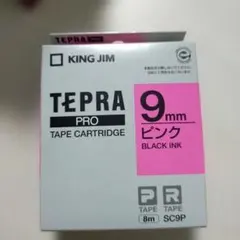 KING JIM
TEPRA
PRO
TAPE CARTRIDGE
9mm
ピンク
BLACK INK
P R
TAPE TAPE
8m SC9P